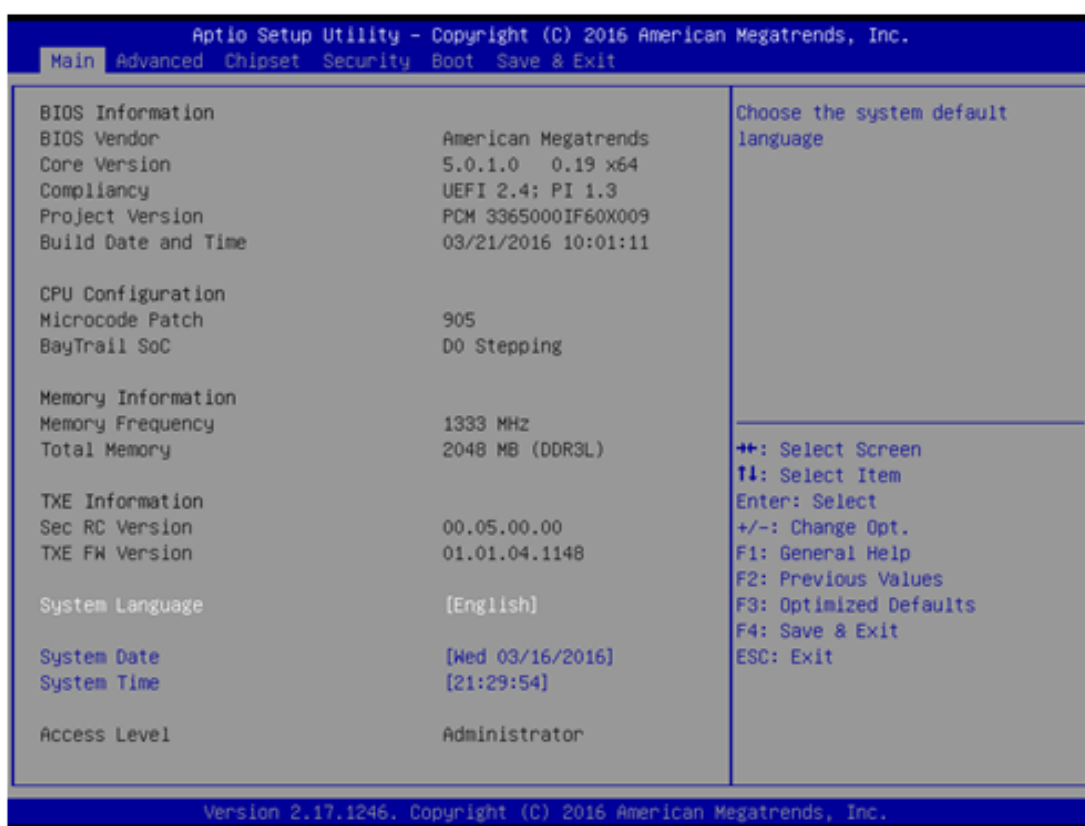 Aptio Setup Utility – Copyright (C) 2016 American Megatrends, Inc.
Main Advanced Chipset Security Boot Save & Exit
BIOS Information
BIOS Vendor American Megatrends
Core Version 5.0.1.0 0.19 x64
Compliancy UEFI 2.4; PI 1.3
Project Version PCM 3365000IF60X009
Build Date and Time 03/21/2016 10:01:11
CPU Configuration
Microcode Patch 905
BayTrail SoC D0 Stepping
Memory Information
Memory Frequency 1333 MHz
Total Memory 2048 MB (DDR3L)
TXE Information
Sec RC Version 00.05.00.00
TXE FW Version 01.01.04.1148
System Language [English]
System Date [Wed 03/16/2016]
System Time [21:29:54]
Access Level Administrator
Choose the system default
language
→←: Select Screen
↑↓: Select Item
Enter: Select
+/-: Change Opt.
F1: General Help
F2: Previous Values
F3: Optimized Defaults
F4: Save & Exit
ESC: Exit
Version 2.17.1246. Copyright (C) 2016 American Megatrends, Inc.